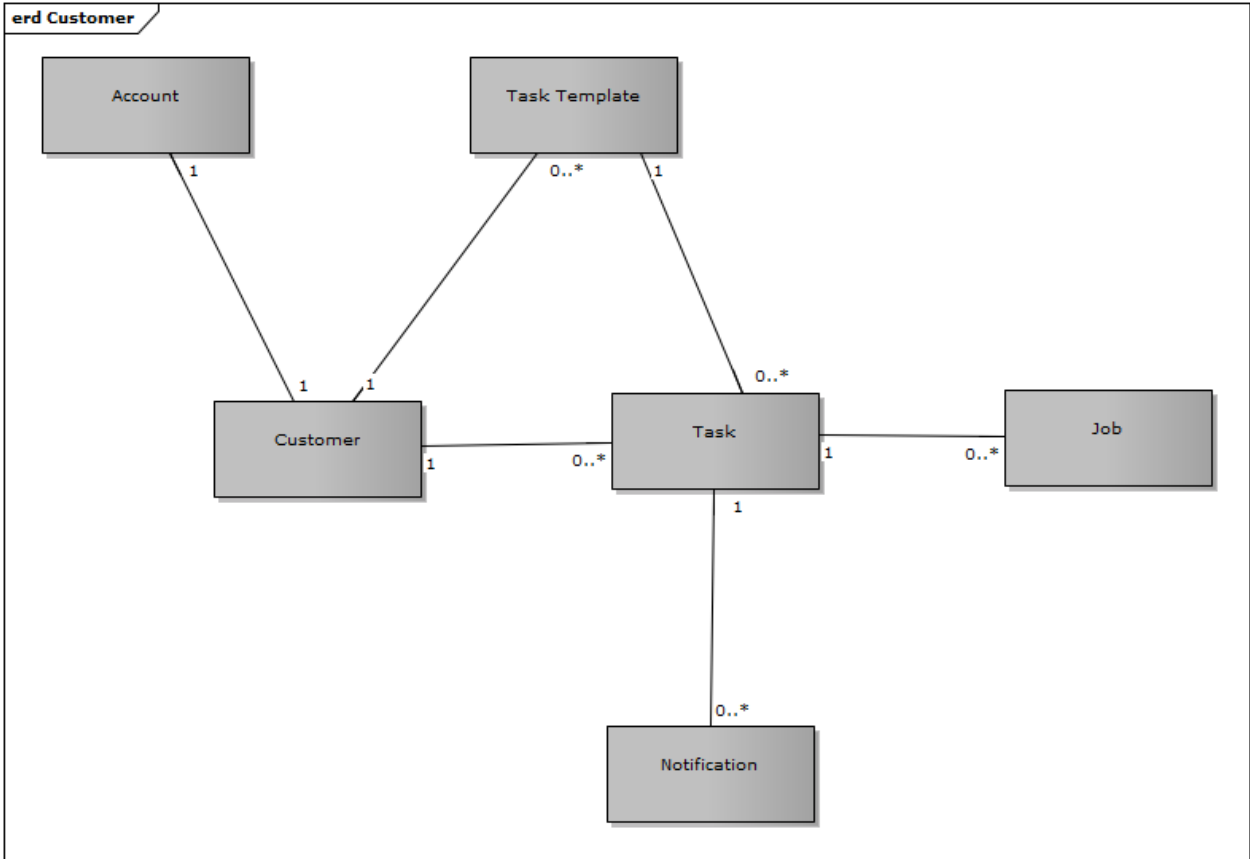 erd Customer
Account
Task Template
1
0..*
1
1
1
0..*
Customer
Task
Job
1
0..*
1
0..*
1
0..*
Notification